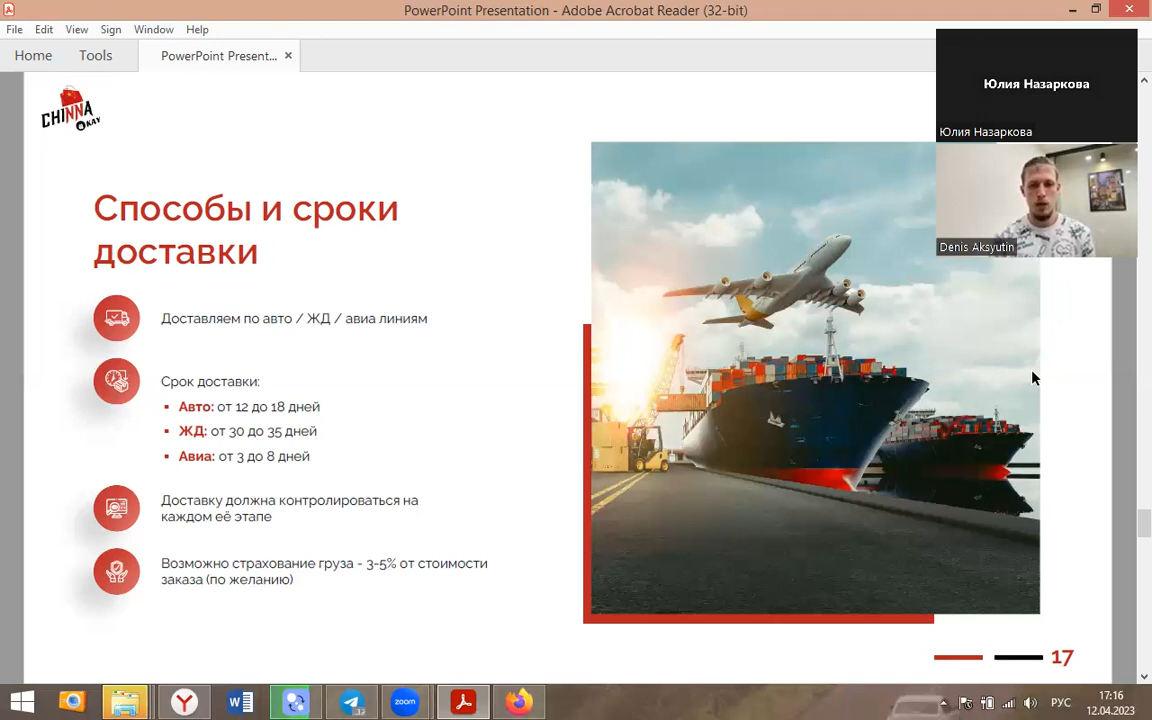 PowerPoint Presentation - Adobe Acrobat Reader (32-bit)
File Edit View Sign Window Help
Home Tools PowerPoint Present...
Юлия Назаркова
Юлия Назаркова
Denis Aksyutin
CHINNA
OKAY
Способы и сроки
доставки
Доставляем по авто / ЖД / авиа линиям
Срок доставки:
▪ Авто: от 12 до 18 дней
▪ ЖД: от 30 до 35 дней
▪ Авиа: от 3 до 8 дней
Доставку должна контролироваться на
каждом её этапе
Возможно страхование груза - 3-5% от стоимости
заказа (по желанию)
17
zoom
РУС
17:16
12.04.2023